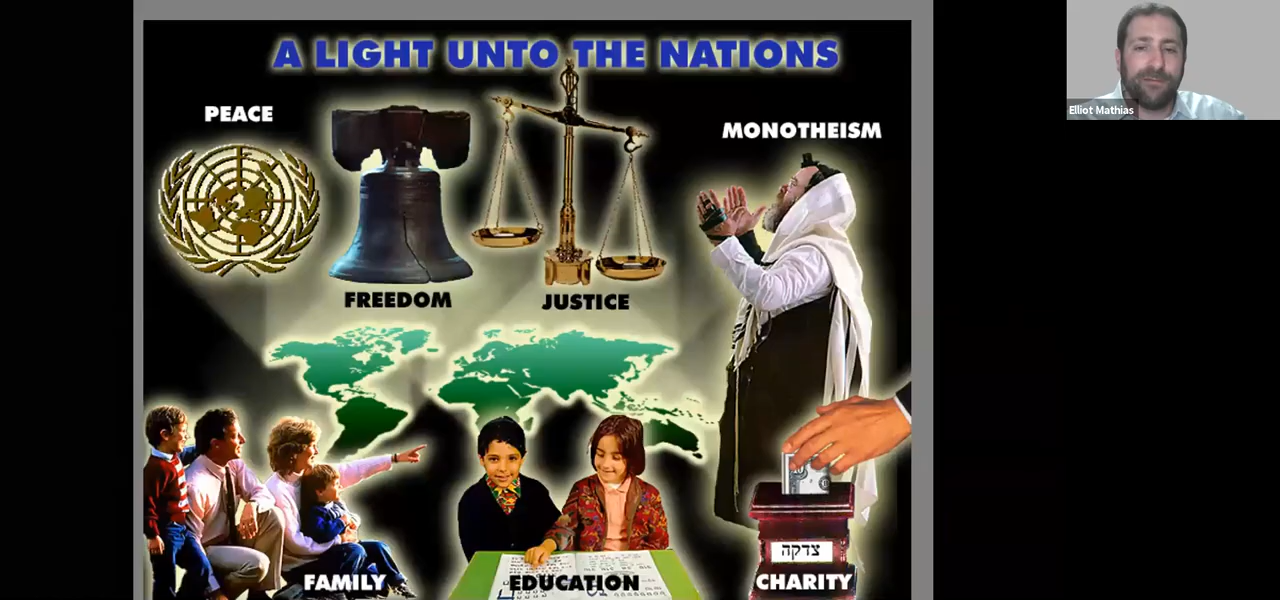 A LIGHT UNTO THE NATIONS
PEACE
MONOTHEISM
FREEDOM
JUSTICE
צדקה
FAMILY
EDUCATION
CHARITY
Elliot Mathias